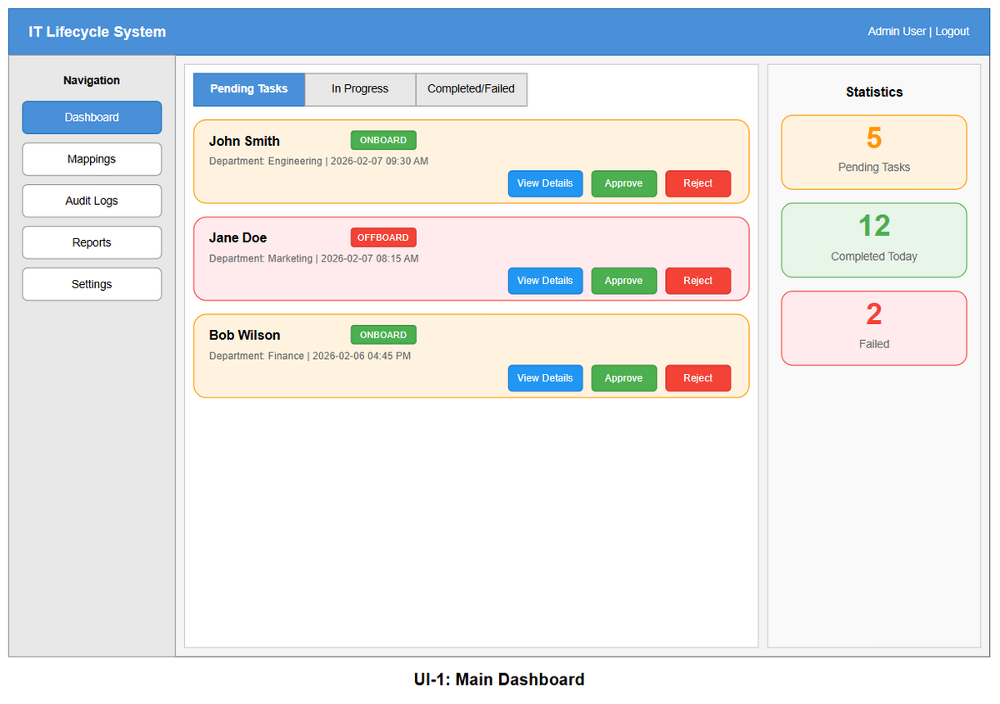 IT Lifecycle System
Admin User | Logout
Navigation
Dashboard
Mappings
Audit Logs
Reports
Settings
Pending Tasks
In Progress
Completed/Failed
John Smith
ONBOARD
Department: Engineering | 2026-02-07 09:30 AM
View Details
Approve
Reject
Jane Doe
OFFBOARD
Department: Marketing | 2026-02-07 08:15 AM
View Details
Approve
Reject
Bob Wilson
ONBOARD
Department: Finance | 2026-02-06 04:45 PM
View Details
Approve
Reject
Statistics
5
Pending Tasks
12
Completed Today
2
Failed
UI-1: Main Dashboard